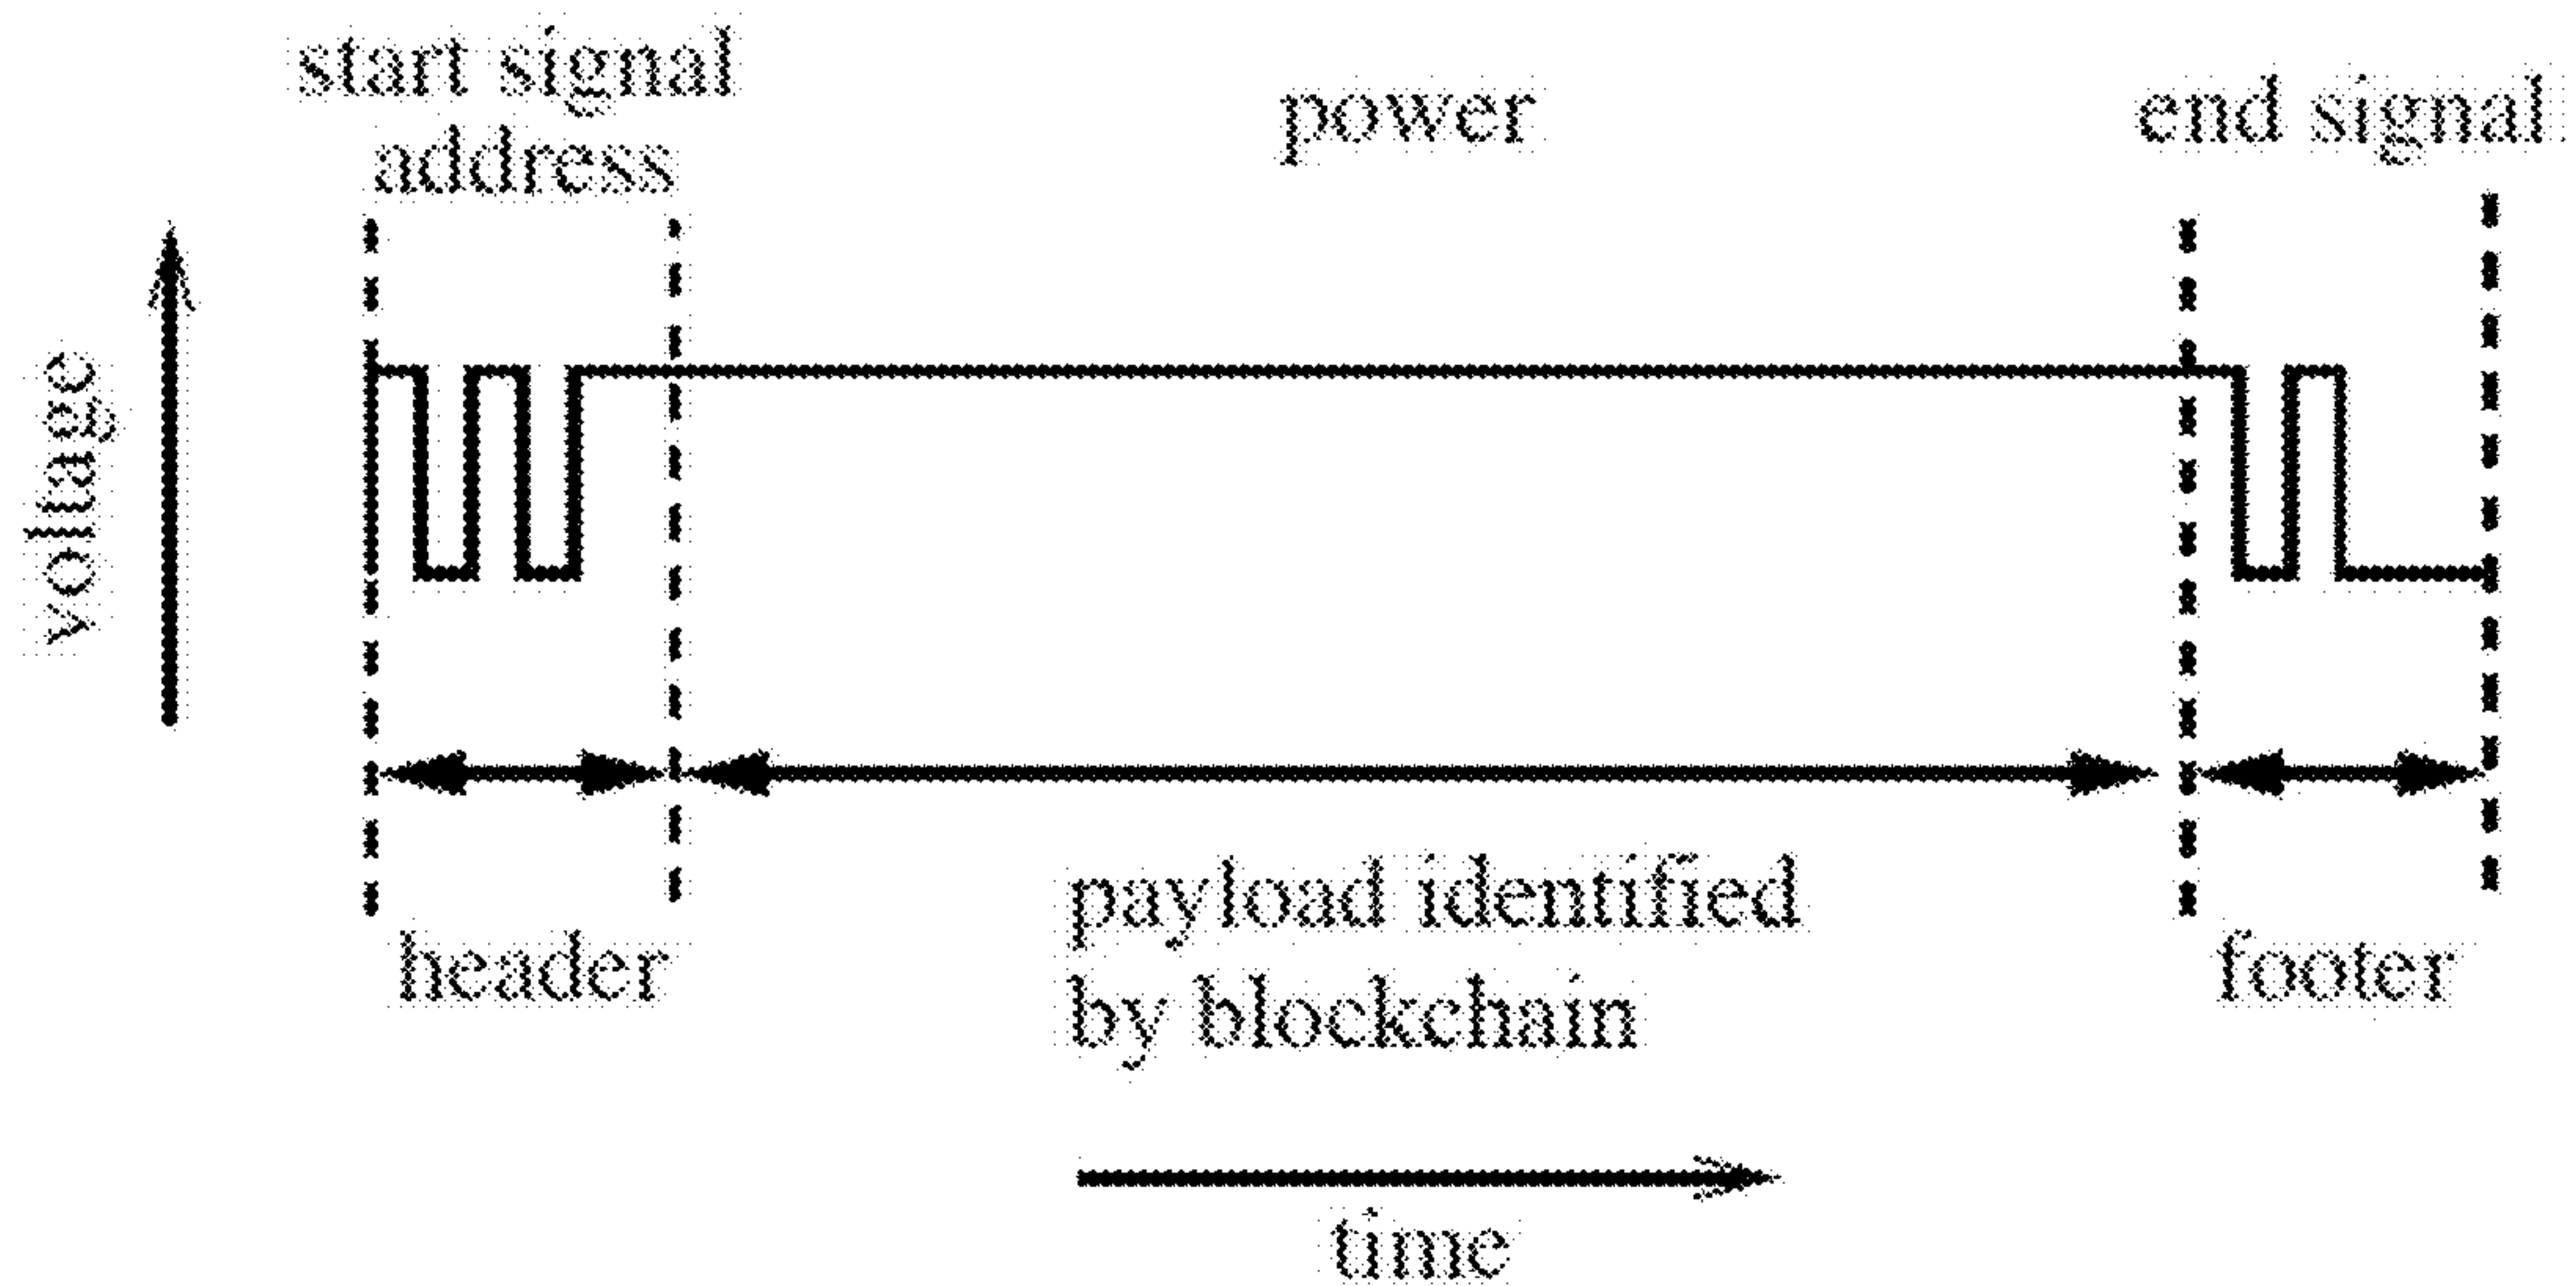 start signal
address
power
end signal
voltage
header
payload identified
by blockchain
footer
time